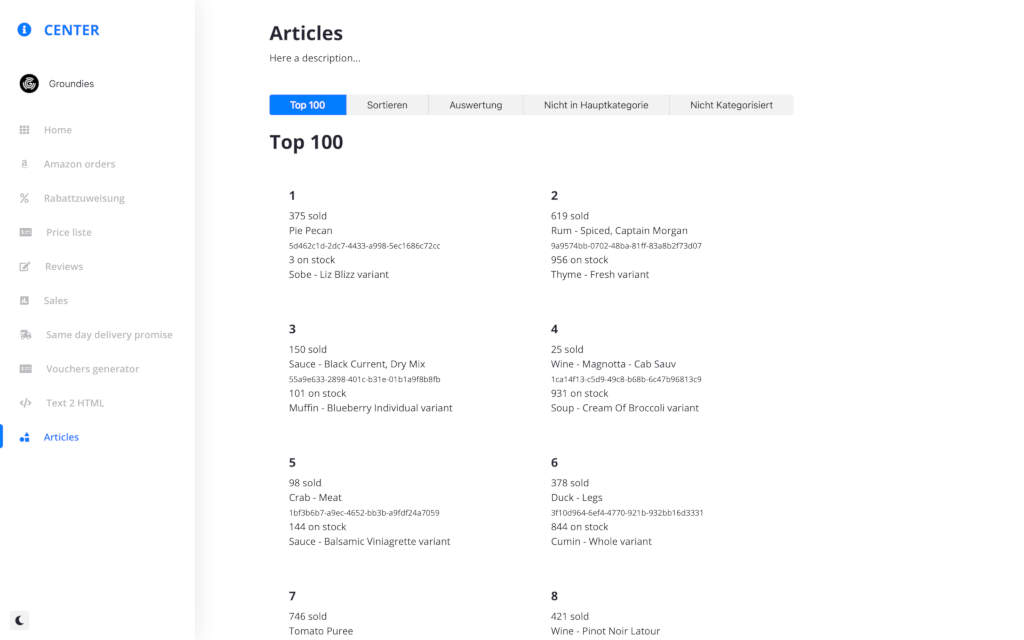 CENTER
Groundies
Home
Amazon orders
Rabattzuweisung
Price liste
Reviews
Sales
Same day delivery promise
Vouchers generator
Text 2 HTML
Articles
Articles
Here a description...
Top 100
Sortieren
Auswertung
Nicht in Hauptkategorie
Nicht Kategorisiert
Top 100
1
375 sold
Pie Pecan
5d462c1d-2dc7-4433-a998-5ec1686c72cc
3 on stock
Sobe - Liz Blizz variant
2
619 sold
Rum - Spiced, Captain Morgan
9a9574bb-0702-48ba-81ff-83a8b2f73d07
956 on stock
Thyme - Fresh variant
3
150 sold
Sauce - Black Current, Dry Mix
55a9e633-2898-401c-b31e-01b1a9f8b8fb
101 on stock
Muffin - Blueberry Individual variant
4
25 sold
Wine - Magnotta - Cab Sauv
1ca14f13-c5d9-49c8-b68b-6c47b96813c9
931 on stock
Soup - Cream Of Broccoli variant
5
98 sold
Crab - Meat
1bf3b6b7-a9ec-4652-bb3b-a9fdf24a7059
144 on stock
Sauce - Balsamic Viniagrette variant
6
378 sold
Duck - Legs
3f10d964-6ef4-4770-921b-932bb16d3331
844 on stock
Cumin - Whole variant
7
746 sold
Tomato Puree
8
421 sold
Wine - Pinot Noir Latour